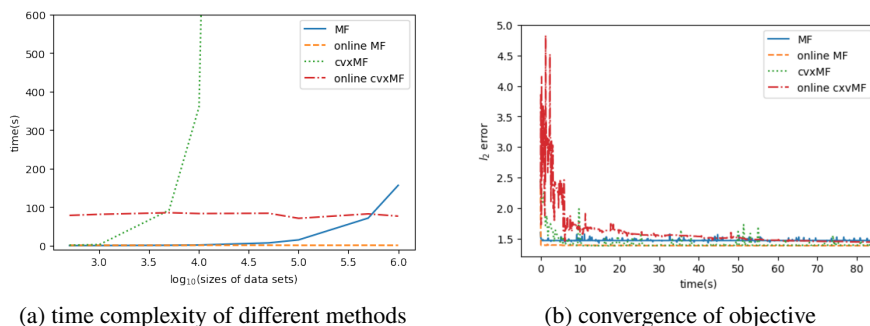 600
500
400
300
200
100
0
time(s)
3.0
3.5
4.0
4.5
5.0
5.5
6.0
log10(sizes of data sets)
MF
online MF
cvxMF
online cvxMF
(a) time complexity of different methods
5.0
4.5
4.0
3.5
3.0
2.5
2.0
1.5
l2 error
0
10
20
30
40
50
60
70
80
time(s)
MF
online MF
cvxMF
online cxvMF
(b) convergence of objective